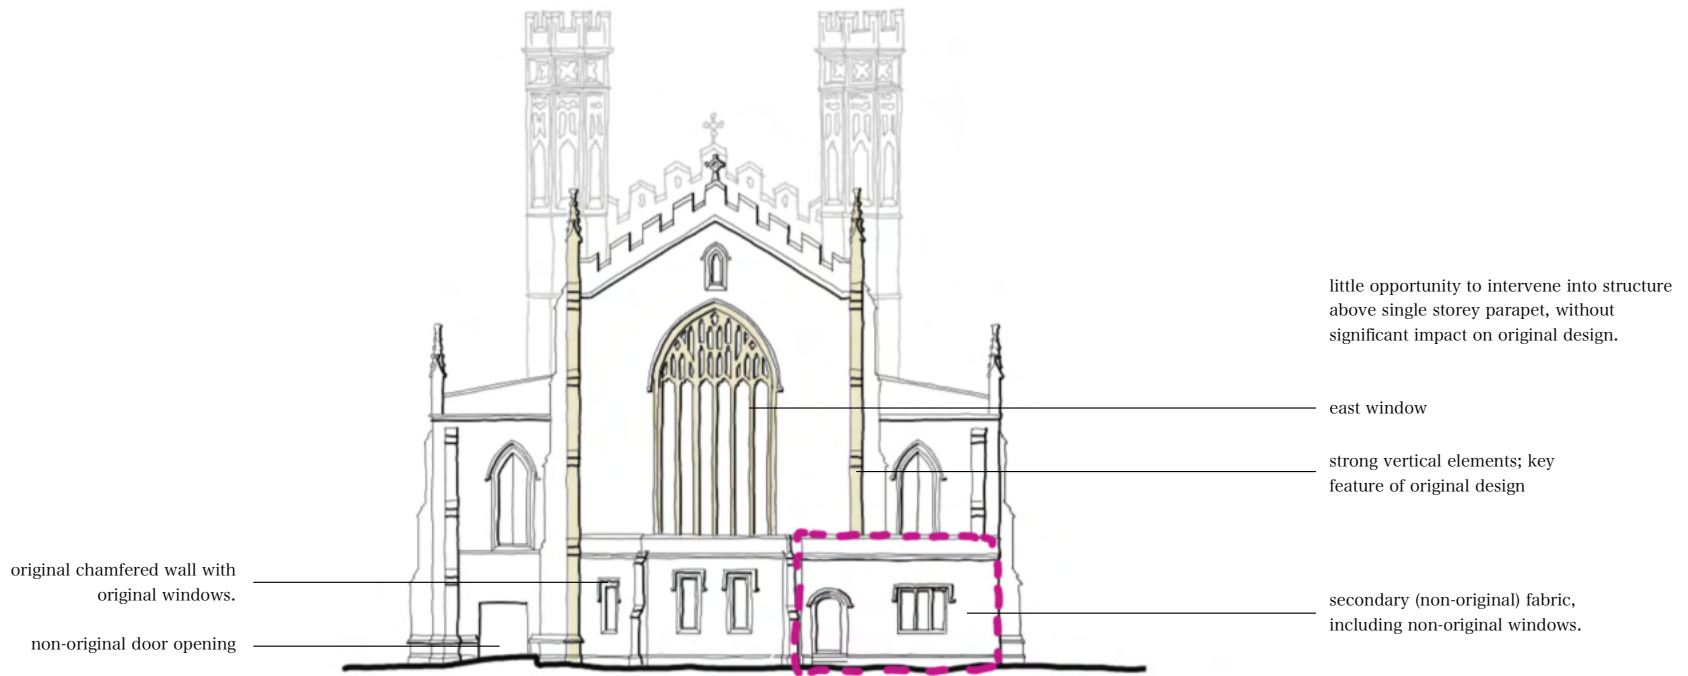 little opportunity to intervene into structure
above single storey parapet, without
significant impact on original design.
east window
strong vertical elements; key
feature of original design
original chamfered wall with
original windows.
non-original door opening
secondary (non-original) fabric,
including non-original windows.